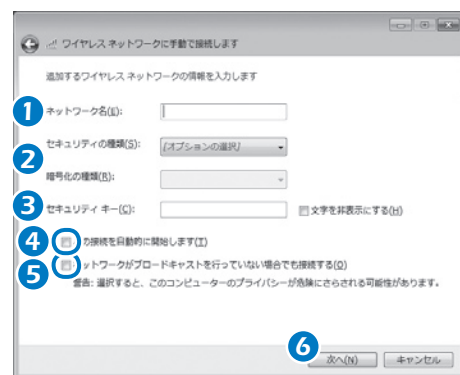 ワイヤレス ネットワークに手動で接続します
追加するワイヤレス ネットワークの情報を入力します
1 ネットワーク名(E):
2 セキュリティの種類(S): [オプションの選択]
暗号化の種類(R):
3 セキュリティ キー(C): 文字を非表示にする(H)
4 の接続を自動的に開始します(T)
5 ットワークがブロードキャストを行っていない場合でも接続する(O)
警告: 選択すると、このコンピューターのプライバシーが危険にさらされる可能性があります。
6 次へ(N) キャンセル